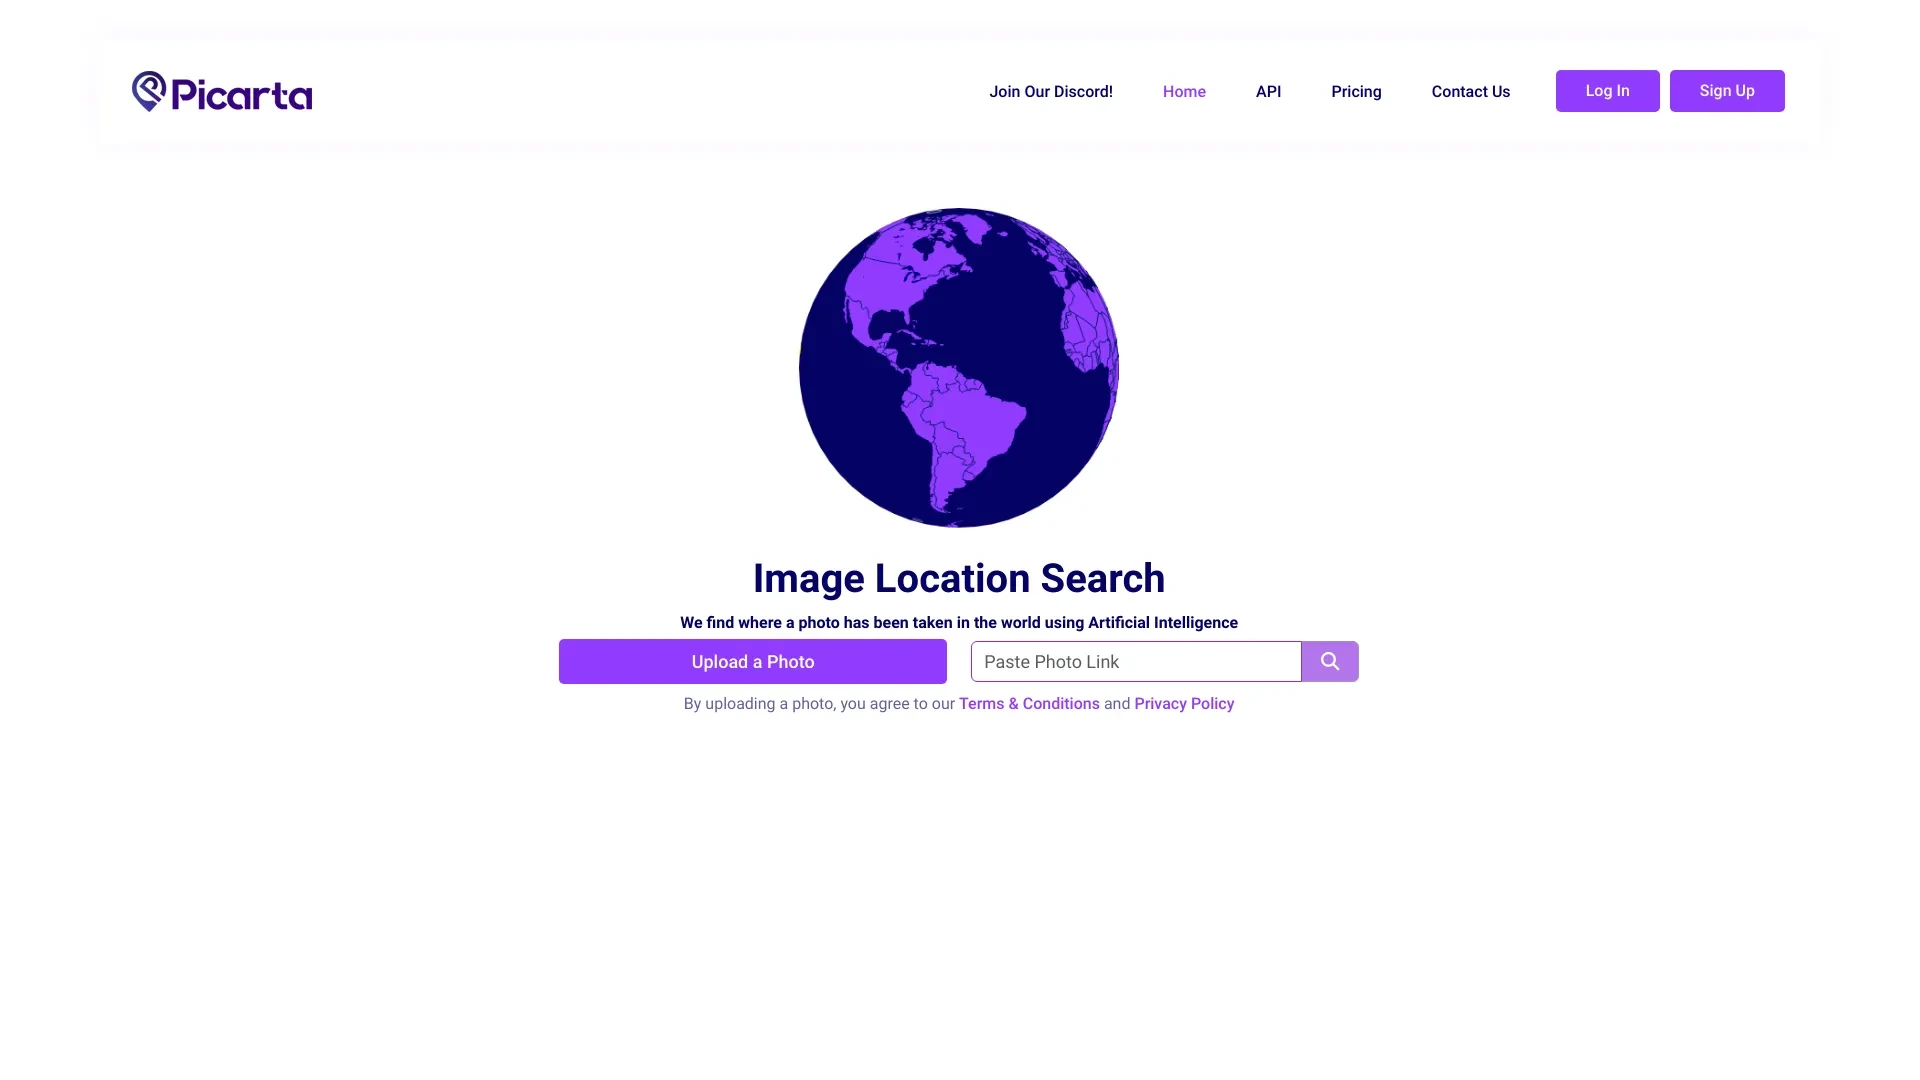 Picarta
Join Our Discord!
Home
API
Pricing
Contact Us
Log In
Sign Up
Image Location Search
We find where a photo has been taken in the world using Artificial Intelligence
Upload a Photo
Paste Photo Link
By uploading a photo, you agree to our Terms & Conditions and Privacy Policy